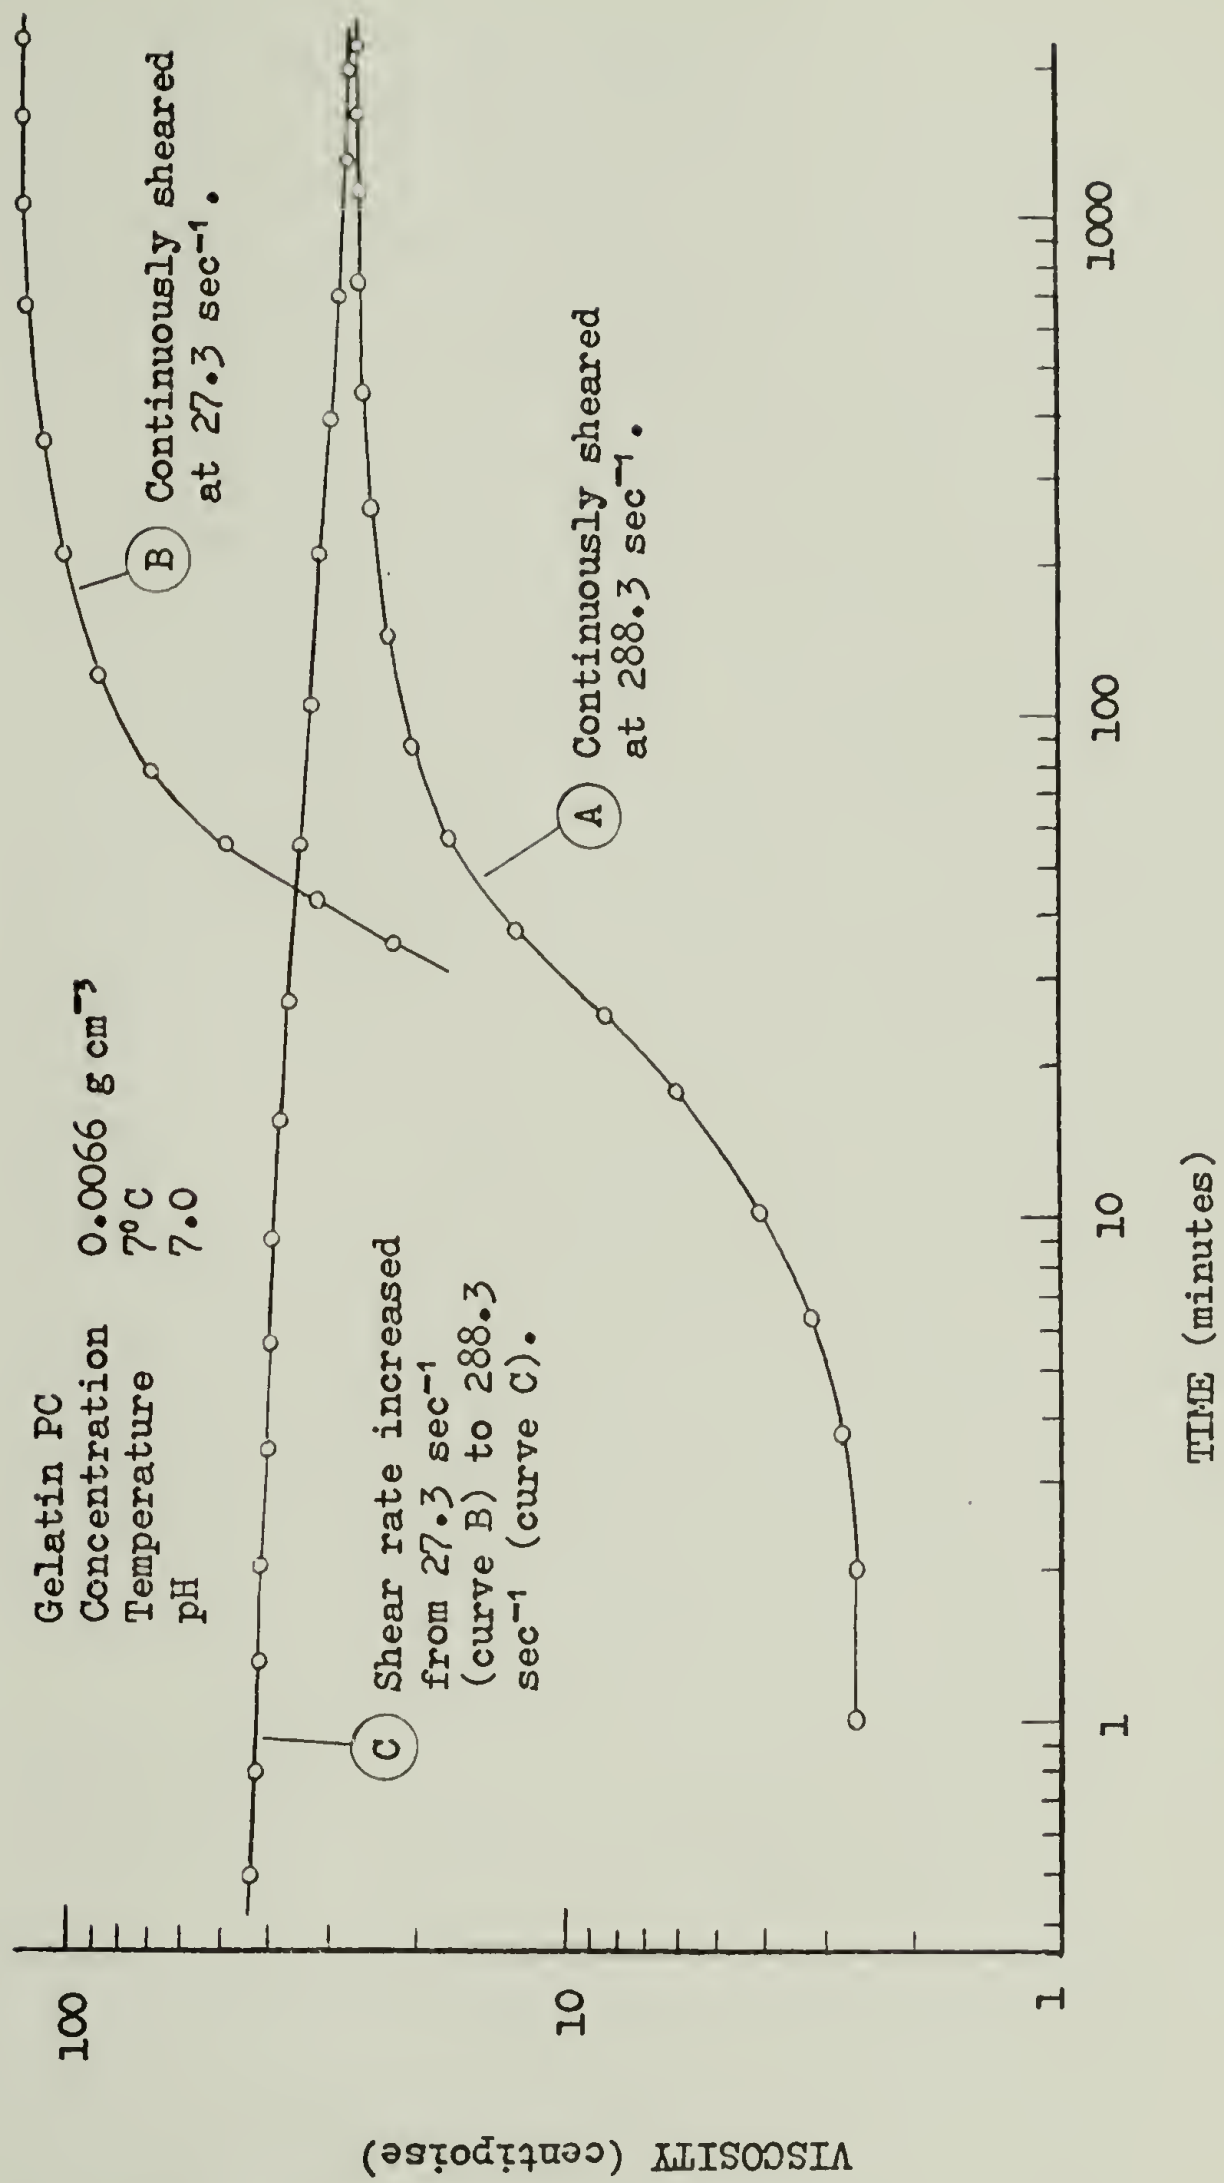 Gelatin PC
Concentration 0.0066 g cm⁻³
Temperature 7°C
pH 7.0
B
Continuously sheared
at 27.3 sec⁻¹.
C
Shear rate increased
from 27.3 sec⁻¹
(curve B) to 288.3
sec⁻¹ (curve C).
A
Continuously sheared
at 288.3 sec⁻¹.
VISCOSITY (centipoise)
100
10
1
1
10
100
1000
TIME (minutes)